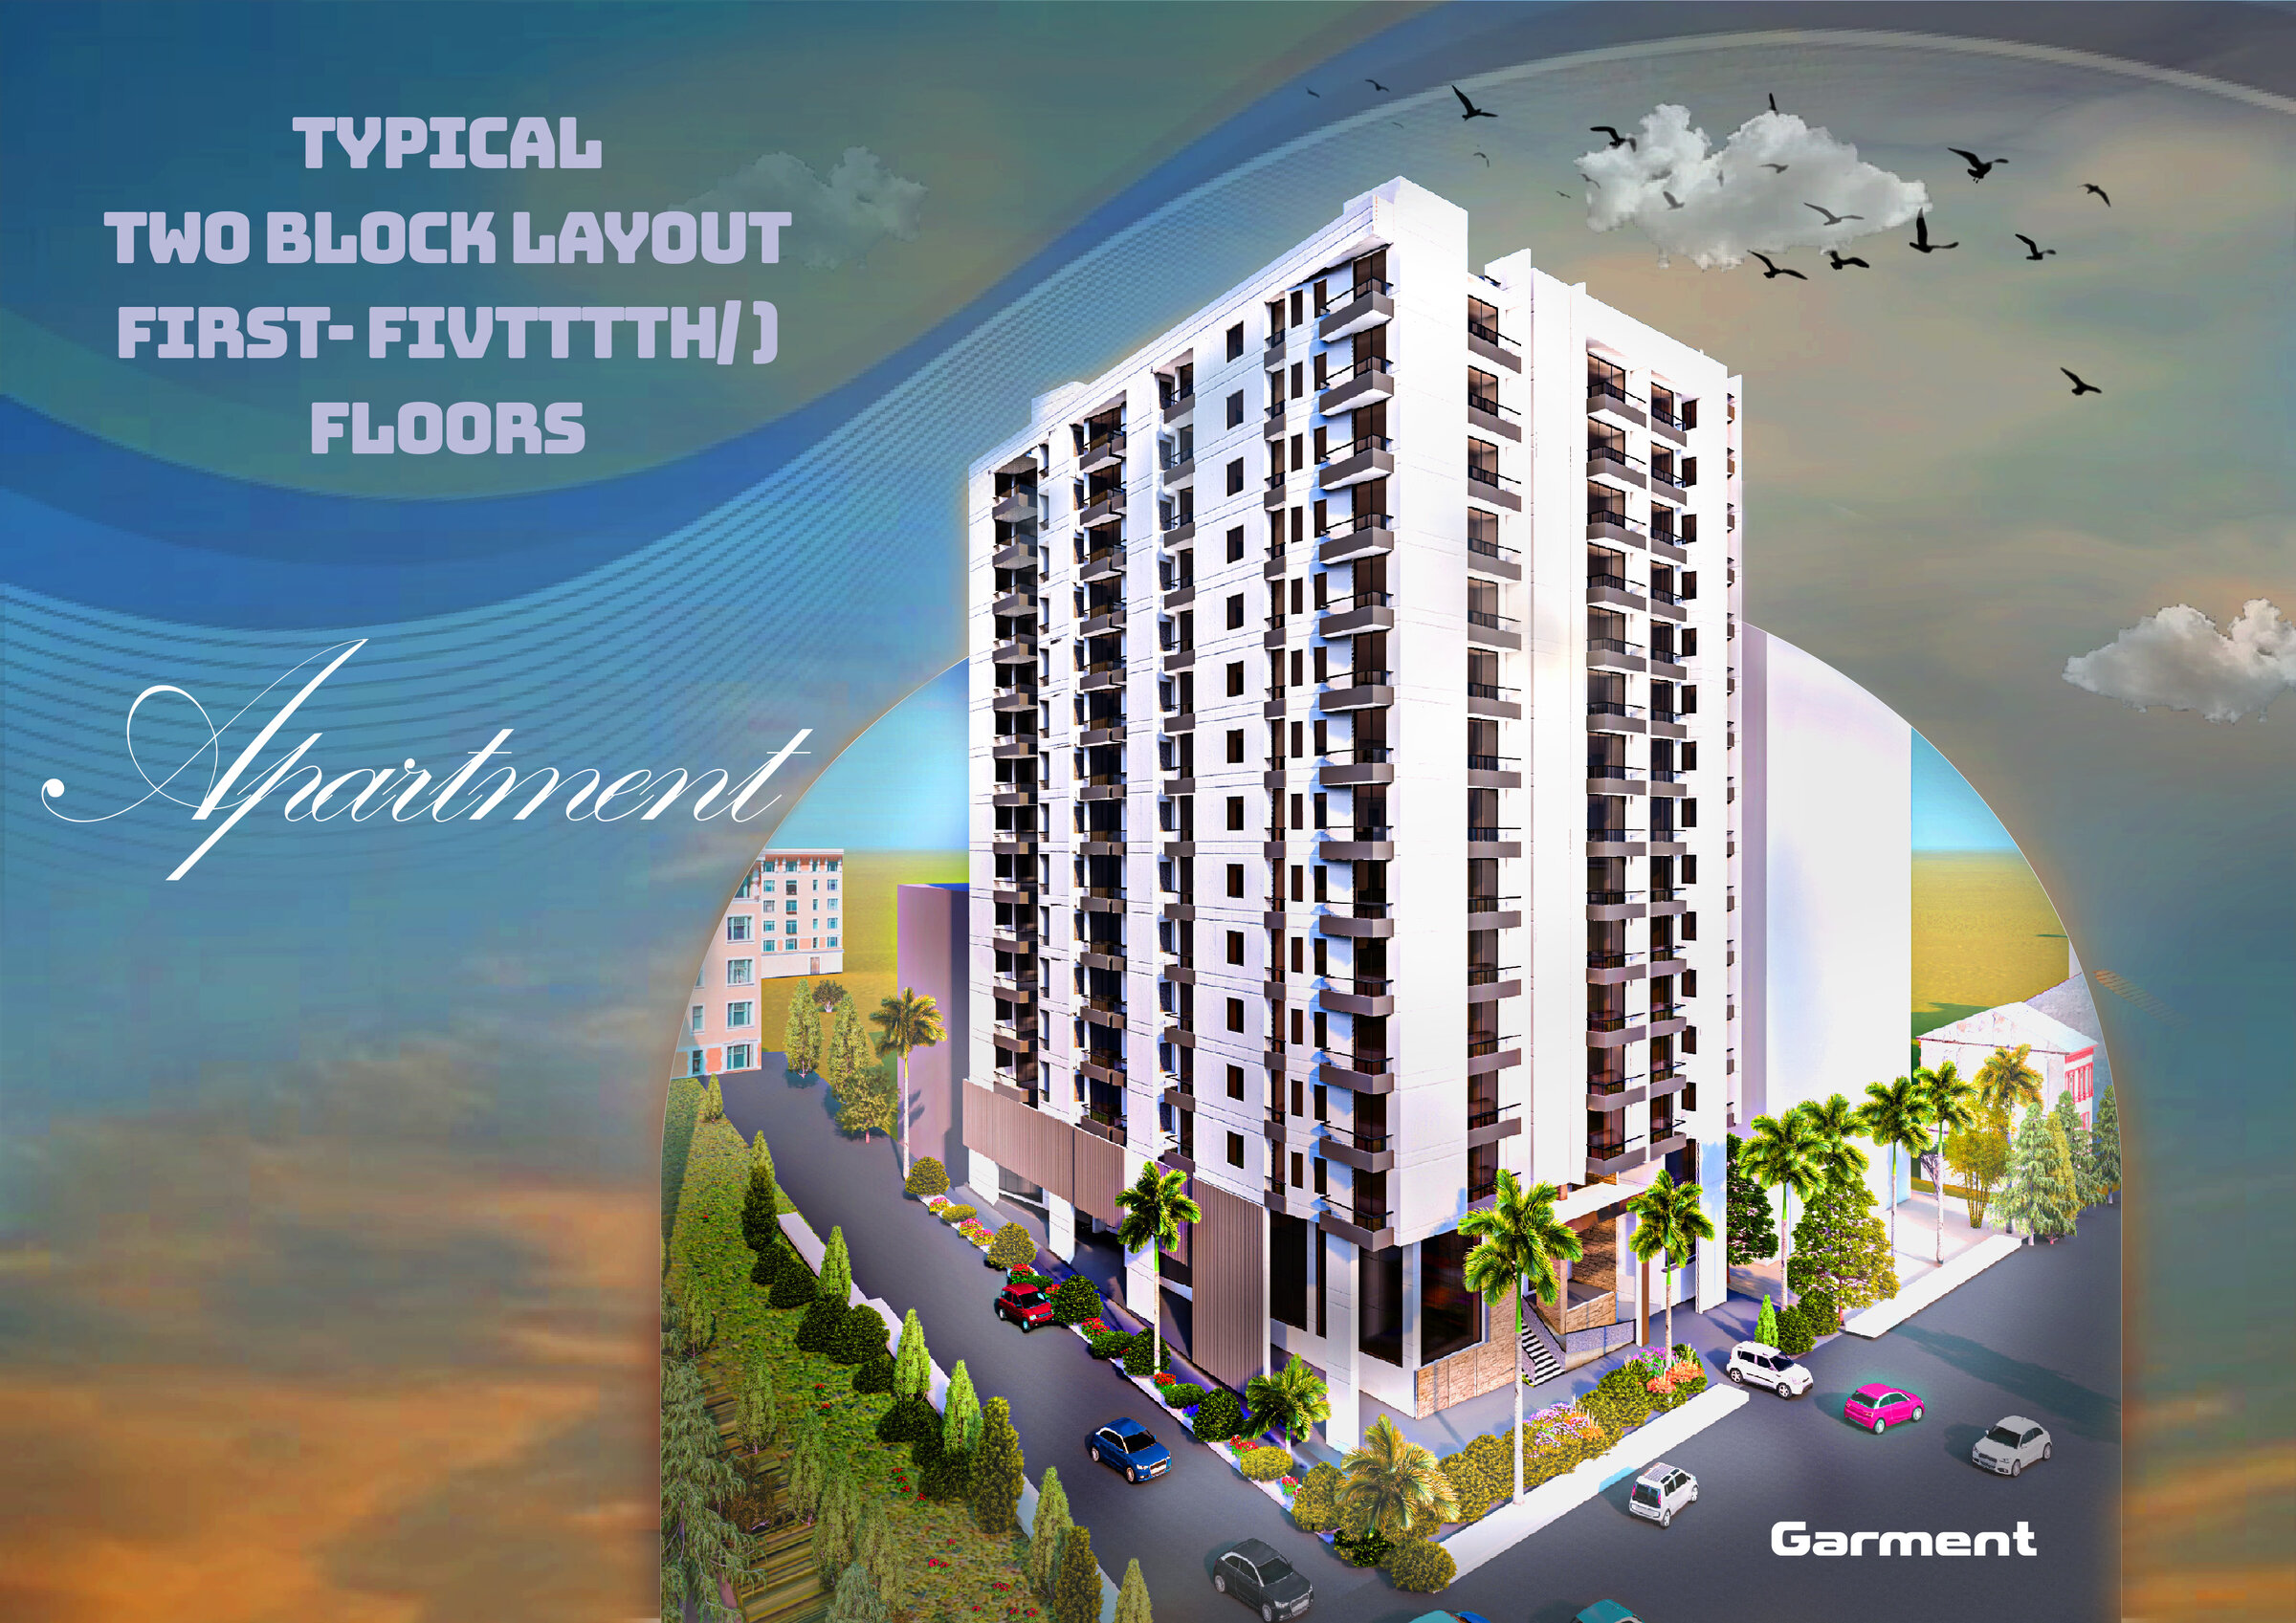 TYPICAL
TWO BLOCK LAYOUT
FIRST- FIVTTTTH/)
FLOORS
Apartment
Garment